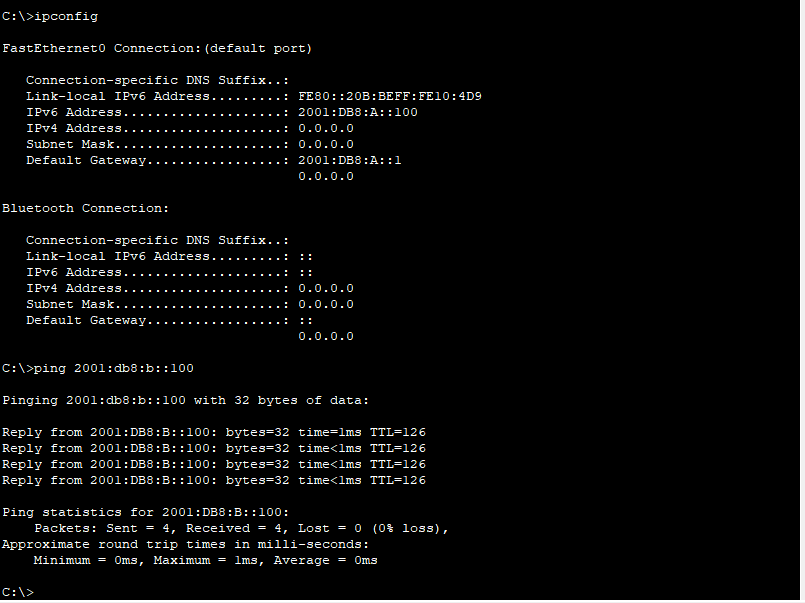 C:\>ipconfig
FastEthernet0 Connection:(default port)
Connection-specific DNS Suffix..:
Link-local IPv6 Address.........: FE80::20B:BEFF:FE10:4D9
IPv6 Address....................: 2001:DB8:A::100
IPv4 Address....................: 0.0.0.0
Subnet Mask.....................: 0.0.0.0
Default Gateway.................: 2001:DB8:A::1
0.0.0.0
Bluetooth Connection:
Connection-specific DNS Suffix..:
Link-local IPv6 Address.........: ::
IPv6 Address....................: ::
IPv4 Address....................: 0.0.0.0
Subnet Mask.....................: 0.0.0.0
Default Gateway.................: ::
0.0.0.0
C:\>ping 2001:db8:b::100
Pinging 2001:db8:b::100 with 32 bytes of data:
Reply from 2001:DB8:B::100: bytes=32 time=1ms TTL=126
Reply from 2001:DB8:B::100: bytes=32 time<1ms TTL=126
Reply from 2001:DB8:B::100: bytes=32 time<1ms TTL=126
Reply from 2001:DB8:B::100: bytes=32 time<1ms TTL=126
Ping statistics for 2001:DB8:B::100:
Packets: Sent = 4, Received = 4, Lost = 0 (0% loss),
Approximate round trip times in milli-seconds:
Minimum = 0ms, Maximum = 1ms, Average = 0ms
C:\>